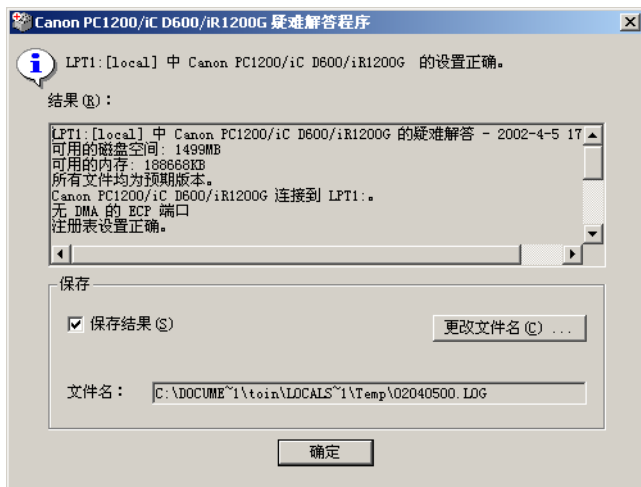 Canon PC1200/iC D600/iR1200G 疑难解答程序
LPT1:[local] 中 Canon PC1200/iC D600/iR1200G 的设置正确。
结果(R):
LPT1:[local] 中 Canon PC1200/iC D600/iR1200G 的疑难解答 - 2002-4-5 17
可用的磁盘空间: 1499MB
可用的内存: 188668KB
所有文件均为预期版本。
Canon PC1200/iC D600/iR1200G 连接到 LPT1:。
无 DMA 的 ECP 端口
注册表设置正确。
保存
保存结果(S)
更改文件名(C) ...
文件名: C:\DOCUME~1\toin\LOCALS~1\Temp\02040500.LOG
确定